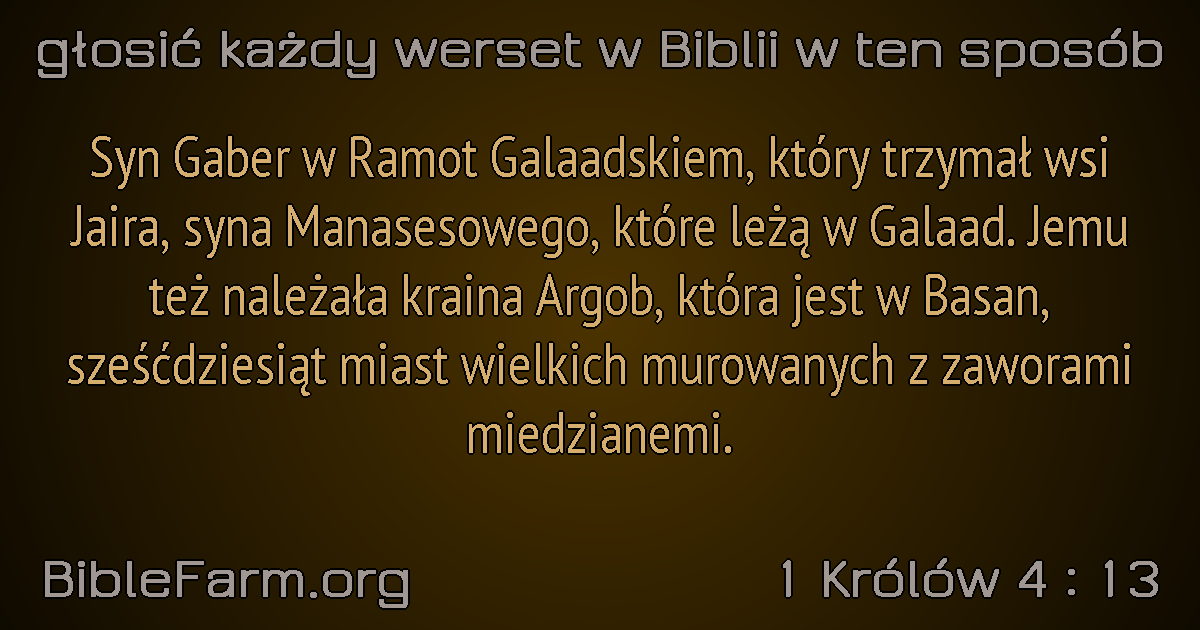 głosić każdy werset w Biblii w ten sposób
Syn Gaber w Ramot Galaadskiem, który trzymał wsi
Jaira, syna Manasesowego, które leżą w Galaad. Jemu
też należała kraina Argob, która jest w Basan,
sześćdziesiąt miast wielkich murowanych z zaworami
miedzianemi.
BibleFarm.org
1 Królów 4 : 13